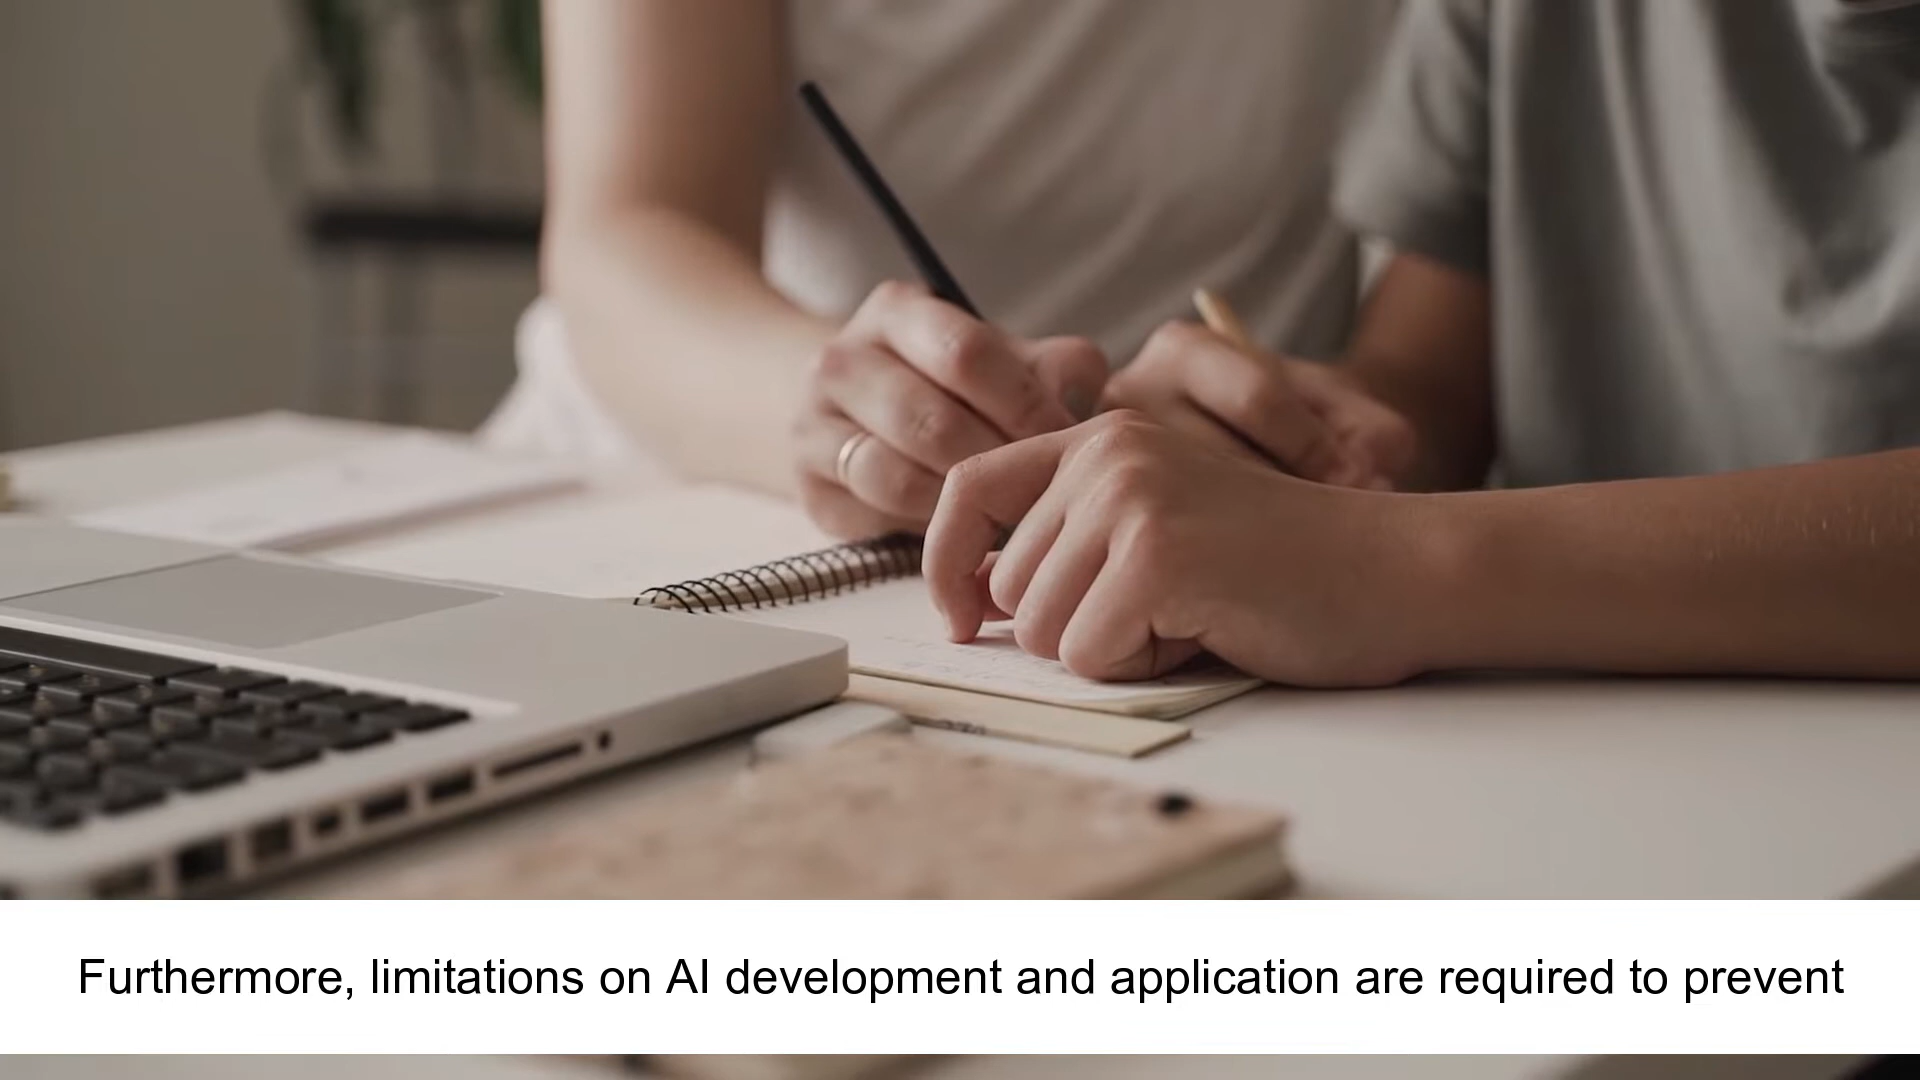 Furthermore, limitations on AI development and application are required to prevent